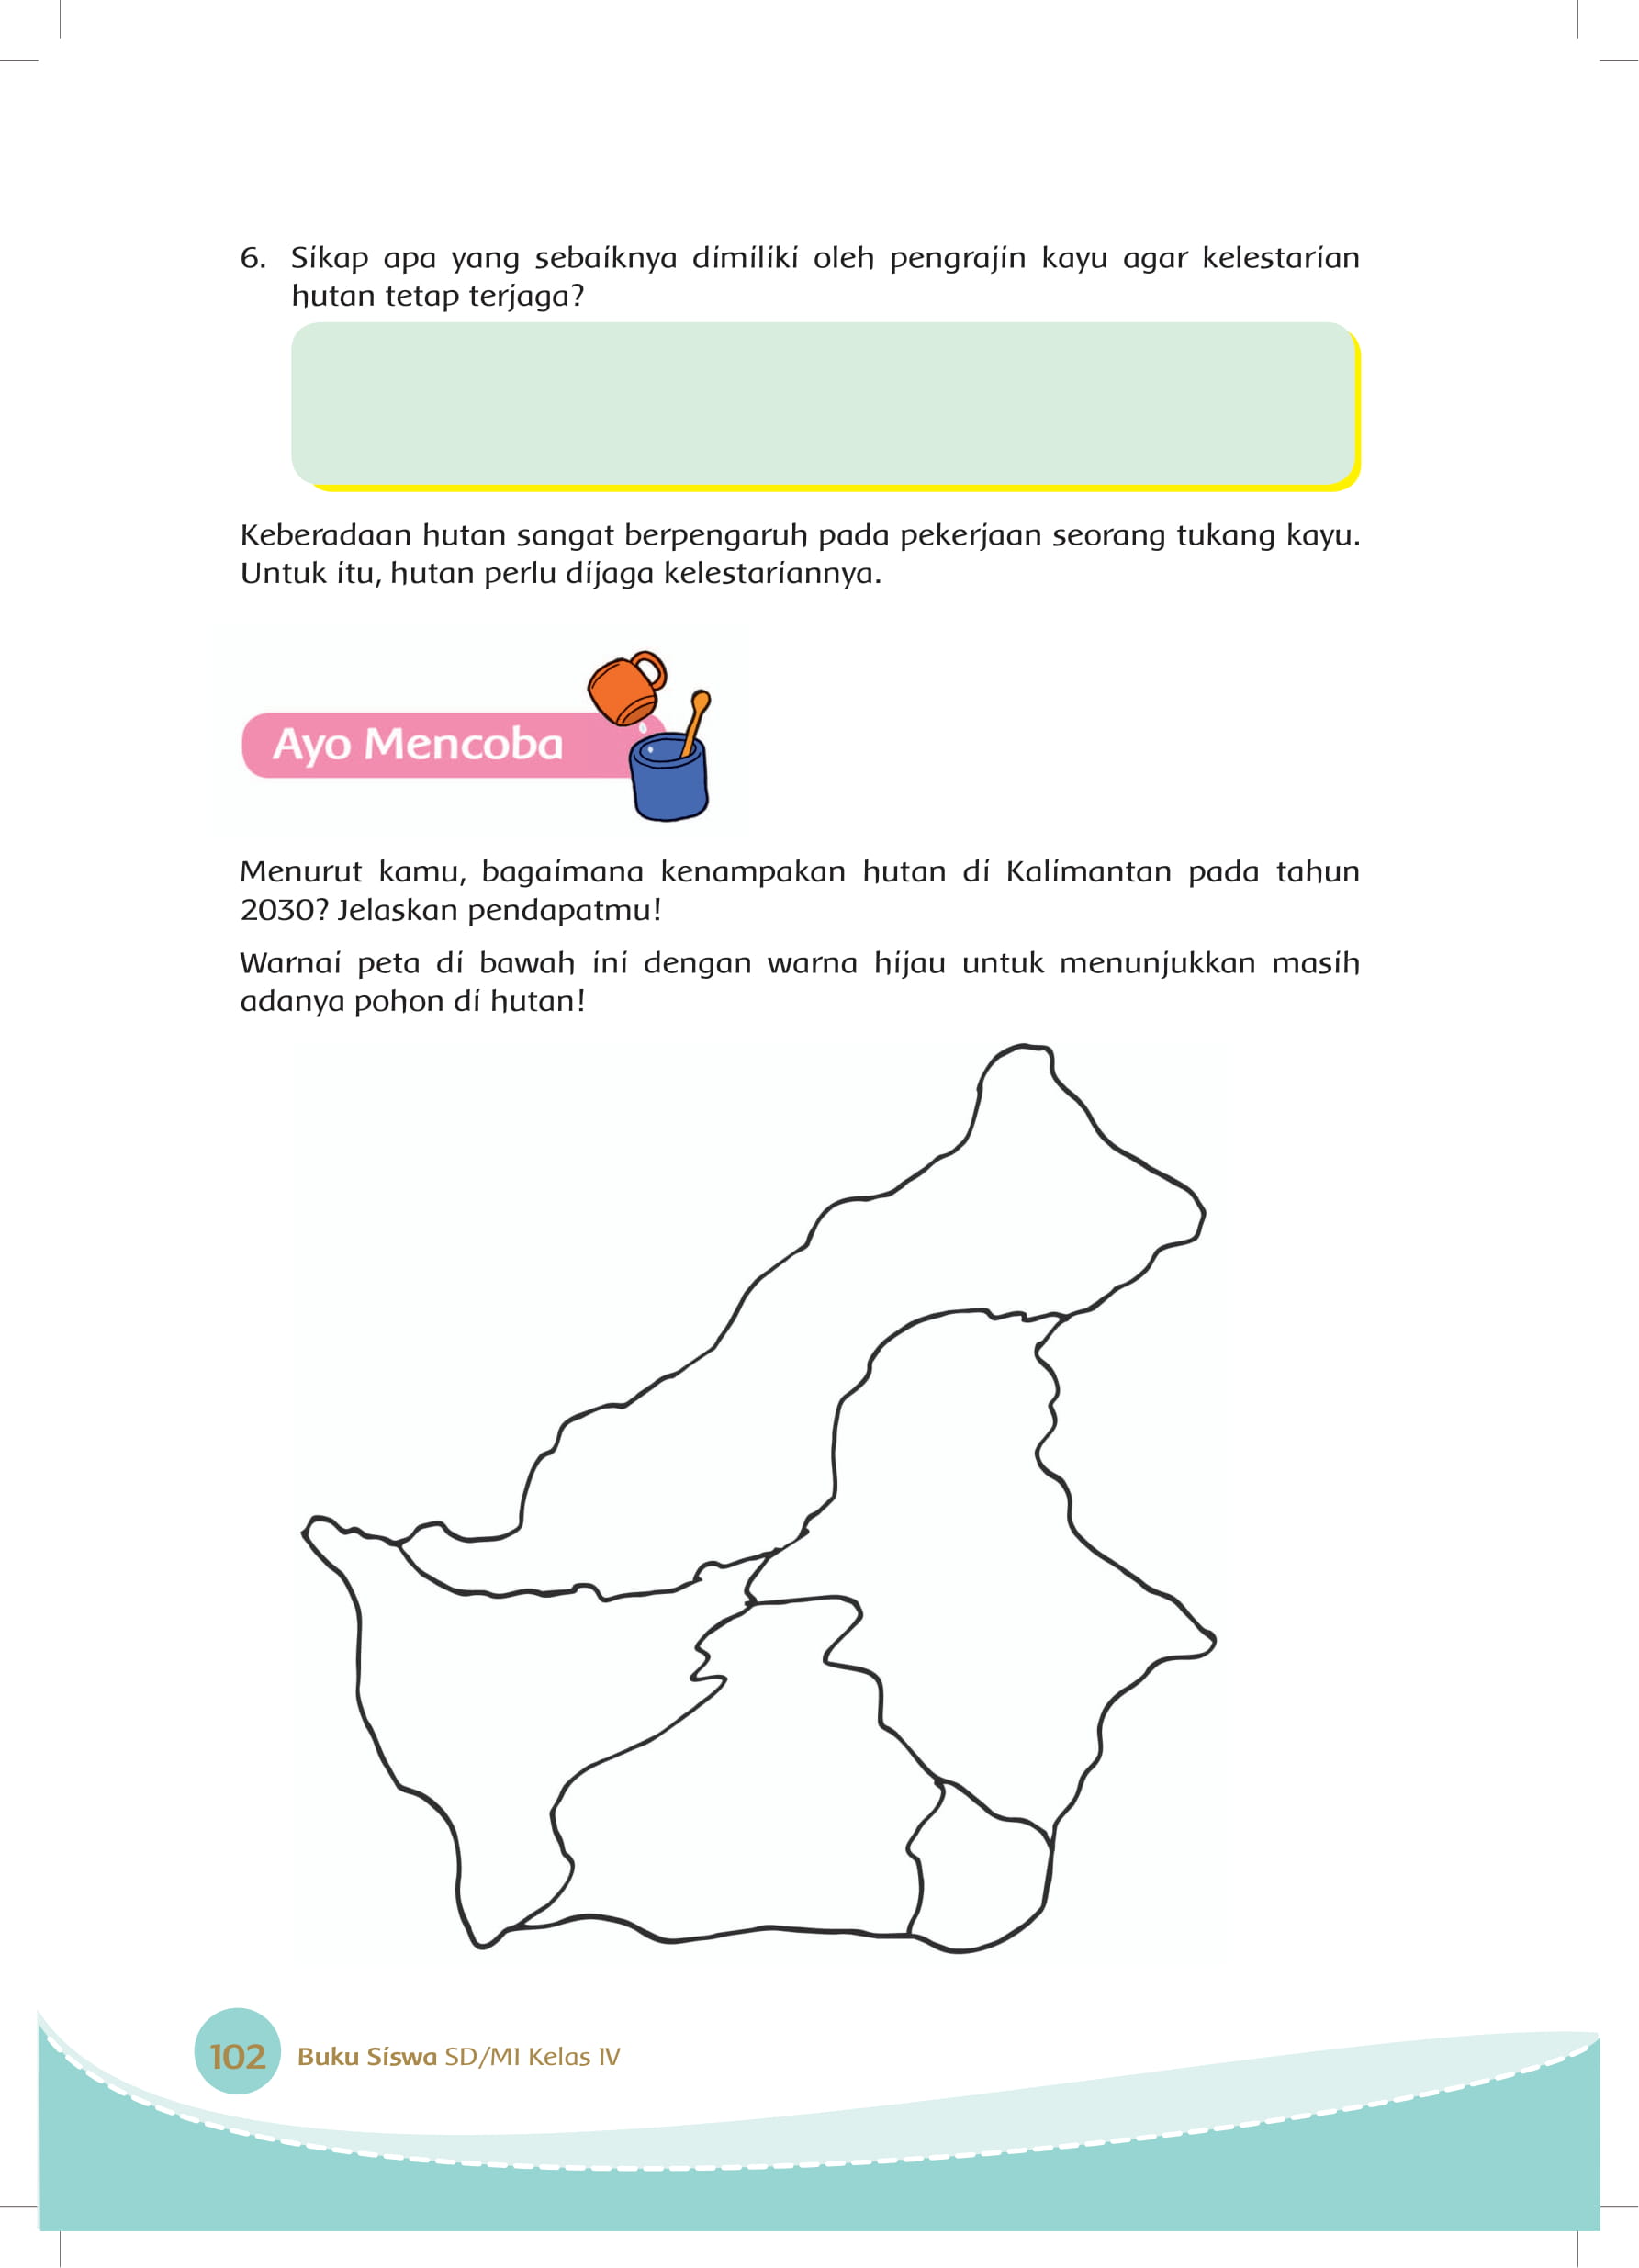 6. Sikap apa yang sebaiknya dimiliki oleh pengrajin kayu agar kelestarian
hutan tetap terjaga?
Keberadaan hutan sangat berpengaruh pada pekerjaan seorang tukang kayu.
Untuk itu, hutan perlu dijaga kelestariannya.
Ayo Mencoba
Menurut kamu, bagaimana kenampakan hutan di Kalimantan pada tahun
2030? Jelaskan pendapatmu!
Warnai peta di bawah ini dengan warna hijau untuk menunjukkan masih
adanya pohon di hutan!
102 Buku Siswa SD/MI Kelas IV